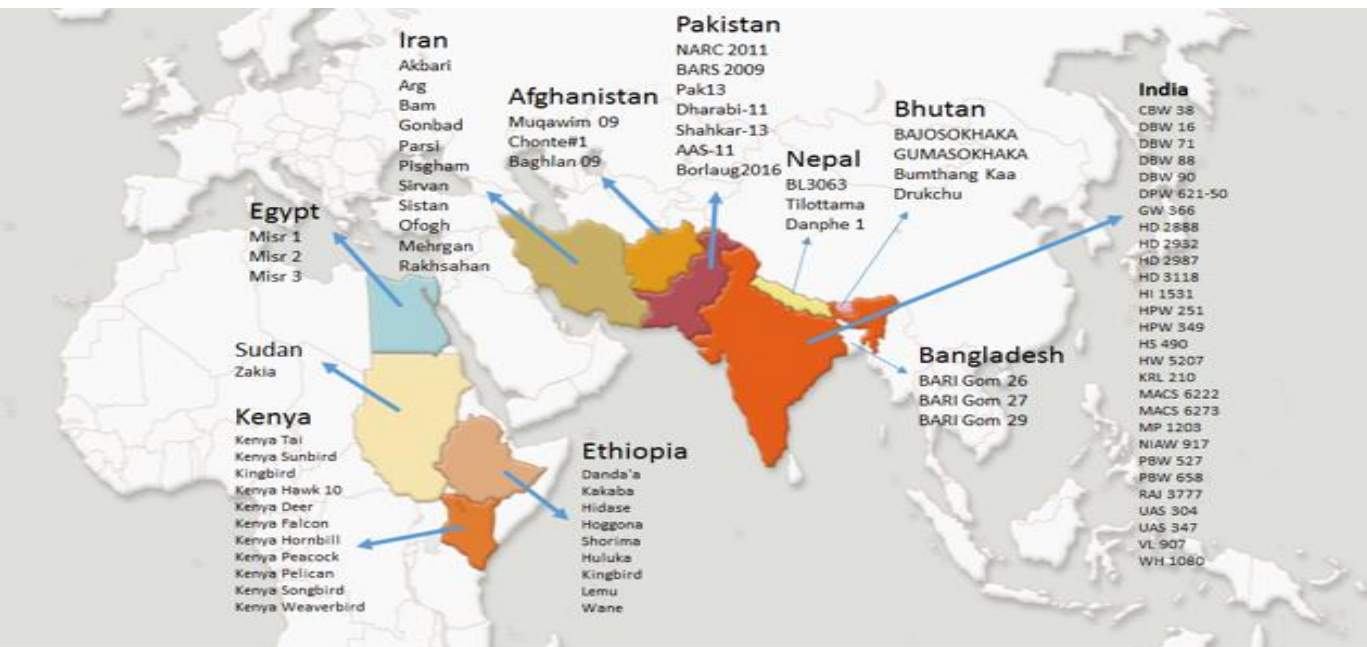 Iran
Akbari
Arg
Bam
Gonbad
Parsi
Pisgham
Sirvan
Sistan
Ofogh
Mehrgan
Rakhsahan
Afghanistan
Muqawim 09
Chonte#1
Baghlan 09
Pakistan
NARC 2011
BARS 2009
Pak13
Dharabi-11
Shahkar-13
AAS-11
Borlaug2016
Nepal
BL3063
Tilottama
Danphe 1
Bhutan
BAJOSOKHAKA
GUMASOKHAKA
Bumthang Kaa
Drukchu
India
CBW 38
DBW 16
DBW 71
DBW 88
DBW 90
DPW 621-50
GW 366
HD 2888
HD 2932
HD 2987
HD 3118
HI 1531
HPW 251
HPW 349
HS 490
HW 5207
KRL 210
MACS 6222
MACS 6273
MP 1203
NIAW 917
PBW 527
PBW 658
RAJ 3777
UAS 304
UAS 347
VL 907
WH 1080
Egypt
Misr 1
Misr 2
Misr 3
Sudan
Zakia
Kenya
Kenya Tai
Kenya Sunbird
Kingbird
Kenya Hawk 10
Kenya Deer
Kenya Falcon
Kenya Hornbill
Kenya Peacock
Kenya Pelican
Kenya Songbird
Kenya Weaverbird
Ethiopia
Danda'a
Kakaba
Hidase
Hoggona
Shorima
Huluka
Kingbird
Lemu
Wane
Bangladesh
BARI Gom 26
BARI Gom 27
BARI Gom 29